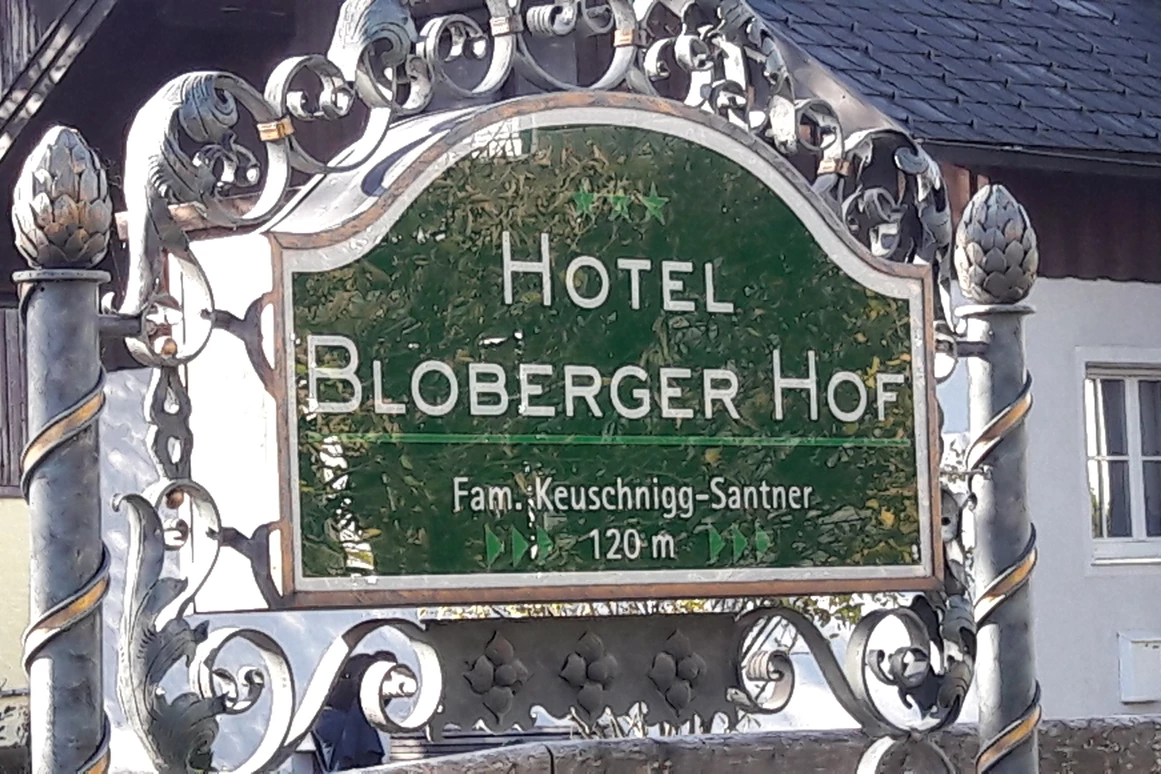 HOTEL
BLOBERGER HOF
Fam. Keuschnigg-Santner
120 m